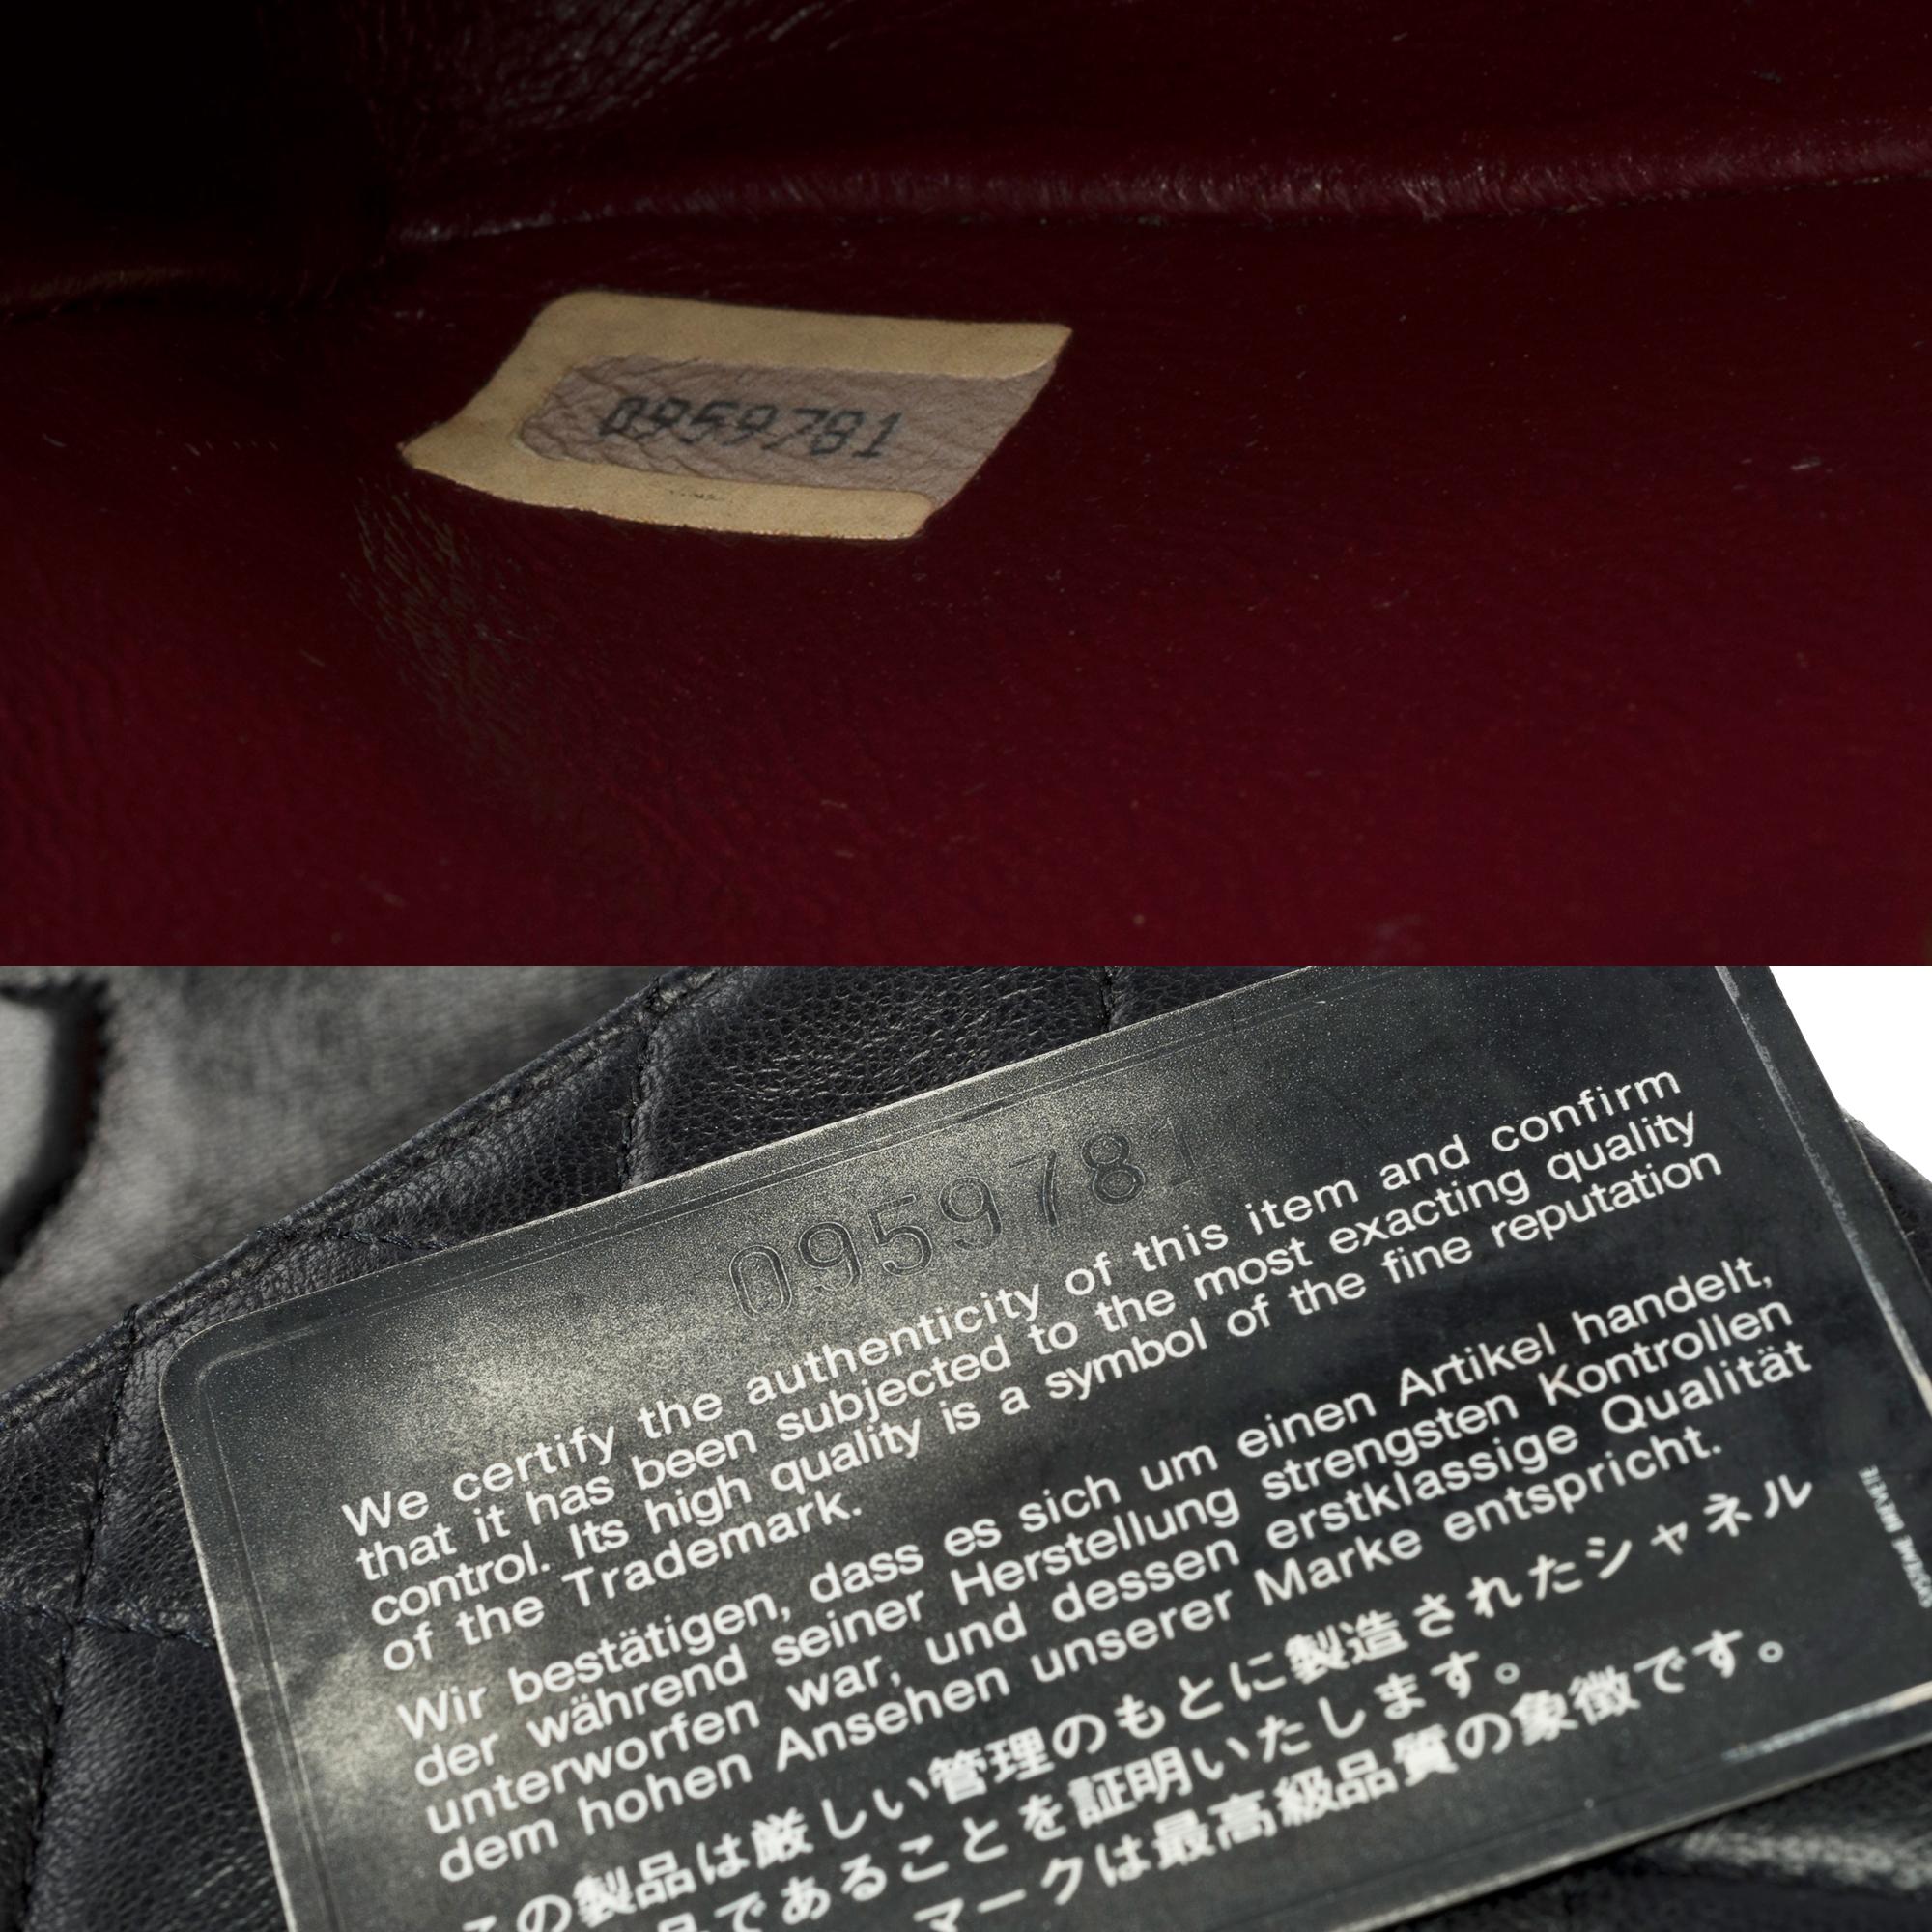 0959781
0959781
We certify the authenticity of this item and confirm
that it has been subjected to the most exacting quality
control. Its high quality is a symbol of the fine reputation
of the Trademark.
Wir bestätigen, dass es sich um einen Artikel handelt,
der während seiner Herstellung strengsten Kontrollen
unterworfen war, und dessen erstklassige Qualität
dem hohen Ansehen unserer Marke entspricht.
この製品は厳しい管理のもとに製造されたシャネル
品であることを証明いたします。
マークは最高級品質の象徴です。
BREVETE